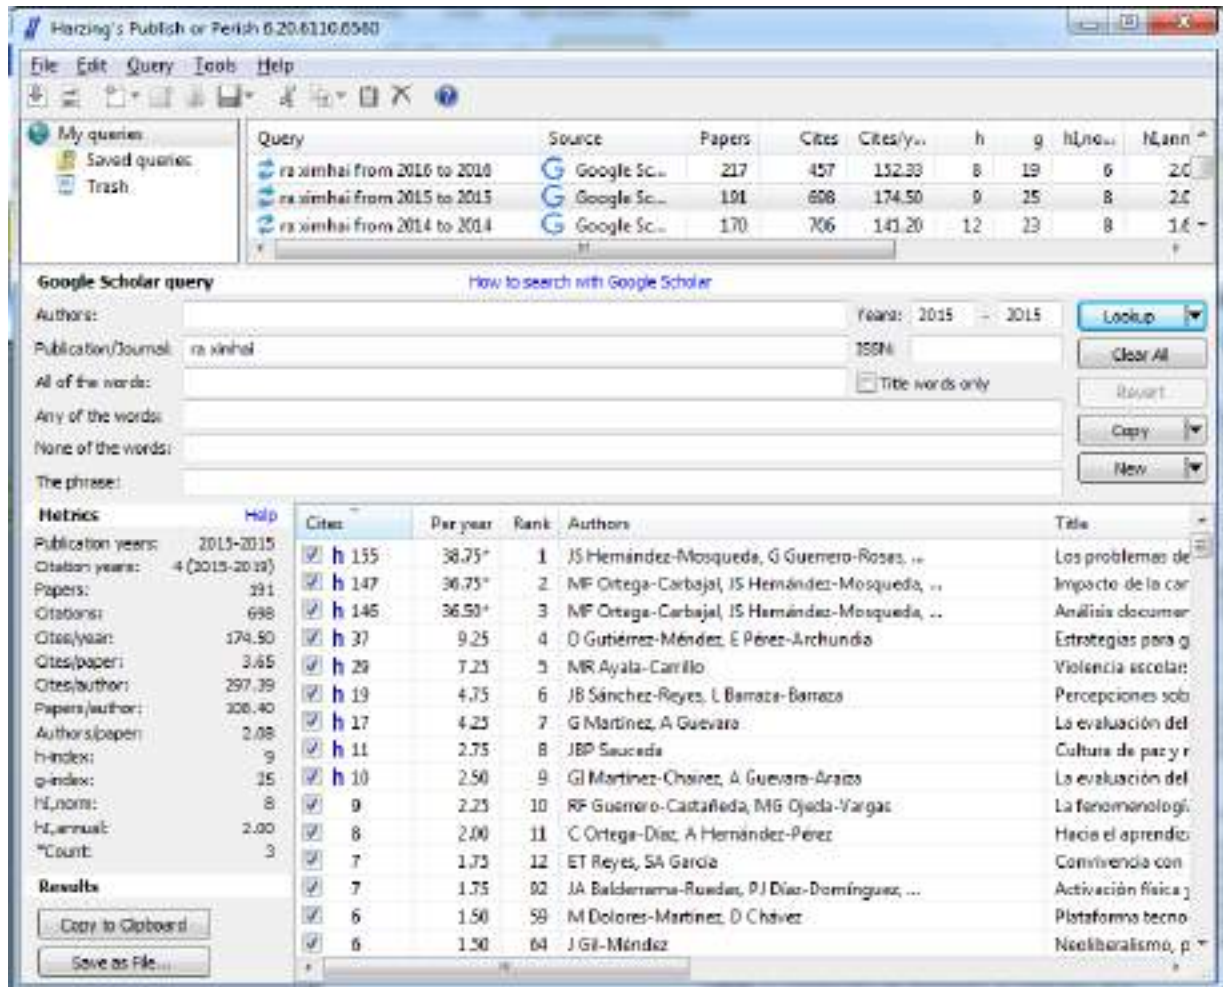 Harzing's Publish or Perish 6.20.6110.6560
File Edit Query Tools Help
My queries
Saved queries
Trash
Query Source Papers Cites Cites/y... h g hI,no... hI,ann
ra ximhai from 2016 to 2016 Google Sc... 217 457 152.33 8 19 6 2.0
ra ximhai from 2015 to 2015 Google Sc... 191 698 174.50 9 25 8 2.0
ra ximhai from 2014 to 2014 Google Sc... 170 706 141.20 12 23 8 1.6
Google Scholar query How to search with Google Scholar
Authors: Years: 2015 - 2015 Lookup
Publication/Journal: ra ximhai ISSN: Clear All
All of the words: Title words only Revert
Any of the words: Copy
None of the words: New
The phrase:
Metrics Help
Publication years: 2015-2015
Citation years: 4 (2015-2019)
Papers: 191
Citations: 698
Cites/year: 174.50
Cites/paper: 3.65
Cites/author: 297.39
Papers/author: 108.40
Authors/paper: 2.08
h-index: 9
g-index: 25
hI,norm: 8
hI,annual: 2.00
*Count: 3
Results
Copy to Clipboard
Save as File...
Cites Per year Rank Authors Title
h 155 38.75* 1 JS Hernández-Mosqueda, G Guerrero-Rosas, ... Los problemas de
h 147 36.75* 2 MF Ortega-Carbajal, JS Hernández-Mosqueda, ... Impacto de la car
h 146 36.50* 3 MF Ortega-Carbajal, JS Hernández-Mosqueda, ... Análisis documen
h 37 9.25 4 D Gutiérrez-Méndez, E Pérez-Archundia Estrategias para g
h 29 7.25 5 MR Ayala-Carrillo Violencia escolar:
h 19 4.75 6 JB Sánchez-Reyes, L Barraza-Barraza Percepciones sob
h 17 4.25 7 G Martínez, A Guevara La evaluación del
h 11 2.75 8 JBP Sauceda Cultura de paz y r
h 10 2.50 9 GI Martínez-Chairez, A Guevara-Araiza La evaluación del
9 2.25 10 RF Guerrero-Castañeda, MG Ojeda-Vargas La fenomenologí
8 2.00 11 C Ortega-Díaz, A Hernández-Pérez Hacia el aprendiz
7 1.75 12 ET Reyes, SA García Convivencia con
7 1.75 92 JA Balderrama-Ruedas, PJ Díaz-Domínguez, ... Activación física y
6 1.50 59 M Dolores-Martínez, D Chávez Plataforma tecno
6 1.50 64 J Gil-Méndez Neoliberalismo, p